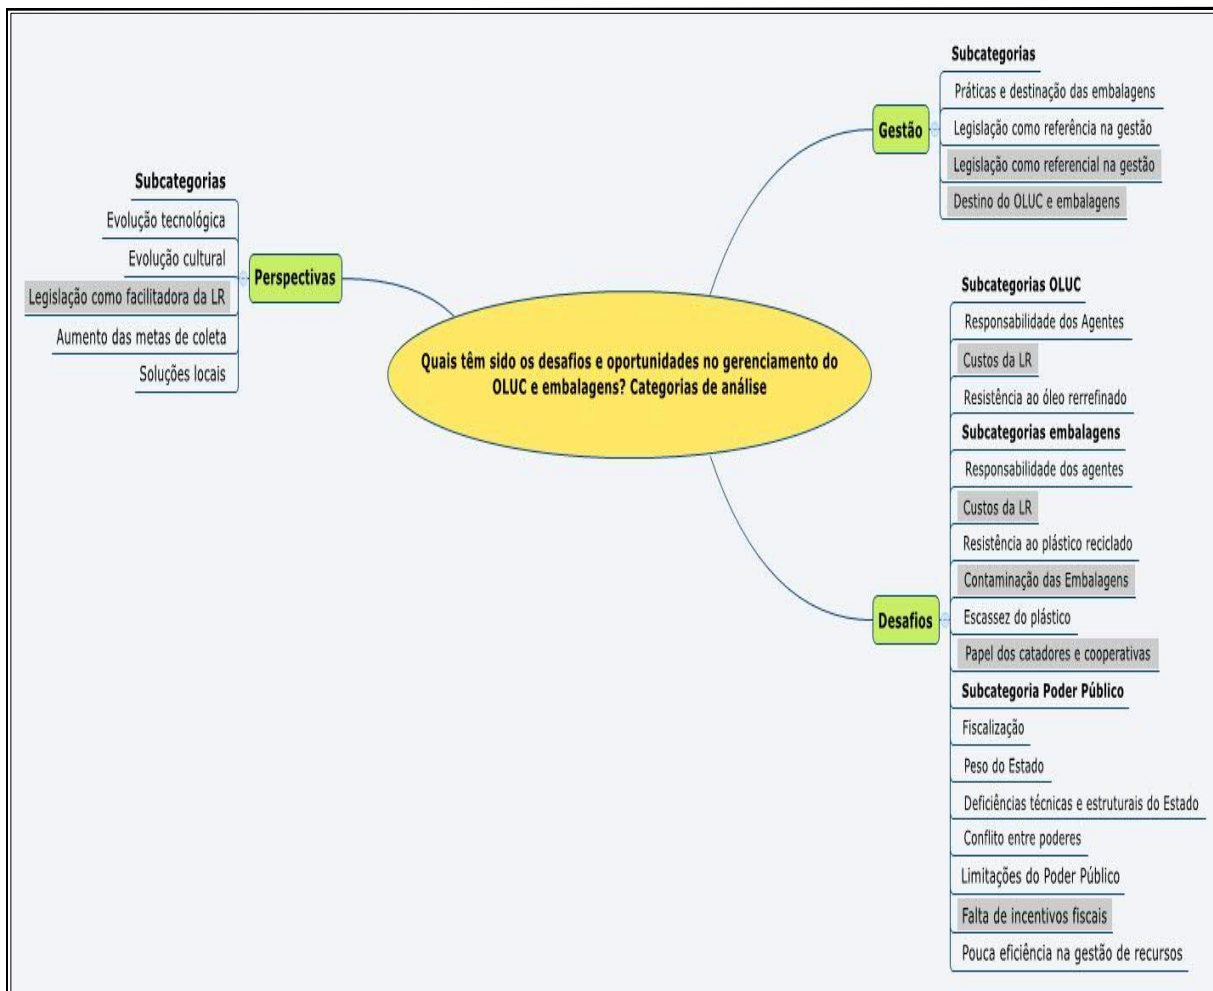 Subcategorias
Evolução tecnológica
Evolução cultural
Legislação como facilitadora da LR
Aumento das metas de coleta
Soluções locais
Perspectivas
Quais têm sido os desafios e oportunidades no gerenciamento do
OLUC e embalagens? Categorias de análise
Gestão
Subcategorias
Práticas e destinação das embalagens
Legislação como referência na gestão
Legislação como referencial na gestão
Destino do OLUC e embalagens
Desafios
Subcategorias OLUC
Responsabilidade dos Agentes
Custos da LR
Resistência ao óleo rerrefinado
Subcategorias embalagens
Responsabilidade dos agentes
Custos da LR
Resistência ao plástico reciclado
Contaminação das Embalagens
Escassez do plástico
Papel dos catadores e cooperativas
Subcategoria Poder Público
Fiscalização
Peso do Estado
Deficiências técnicas e estruturais do Estado
Conflito entre poderes
Limitações do Poder Público
Falta de incentivos fiscais
Pouca eficiência na gestão de recursos